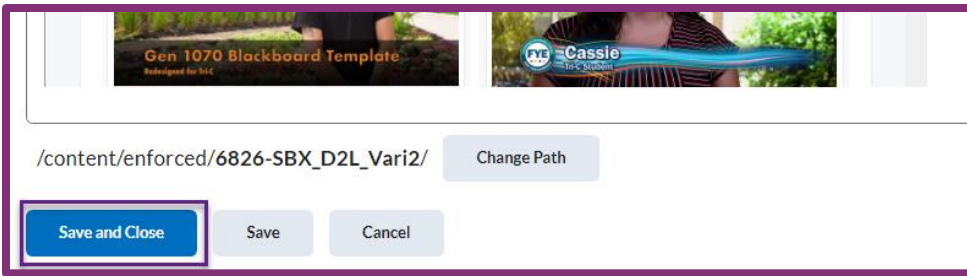 Gen 1070 Blackboard Template
Redesigned for Tri-C
FYE
Cassie
Tri-C Student
/content/enforced/6826-SBX_D2L_Vari2/
Change Path
Save and Close
Save
Cancel